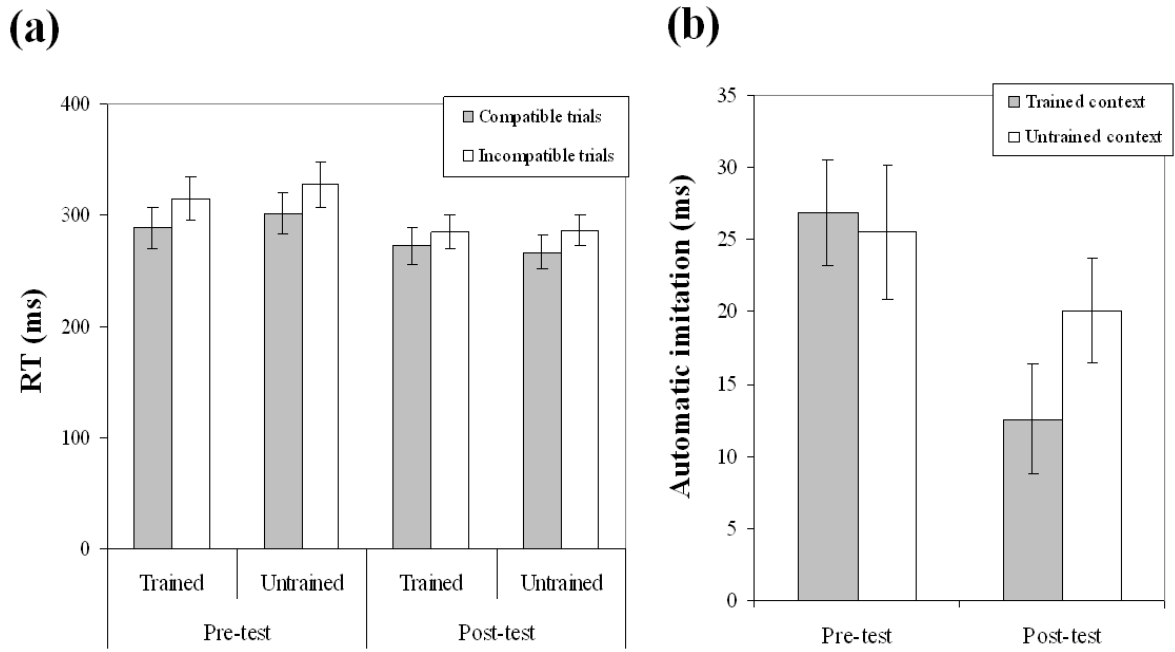 (a)
RT (ms)
400
300
200
100
0
Compatible trials
Incompatible trials
Trained
Untrained
Trained
Untrained
Pre-test
Post-test
(b)
Automatic imitation (ms)
35
30
25
20
15
10
5
0
Trained context
Untrained context
Pre-test
Post-test